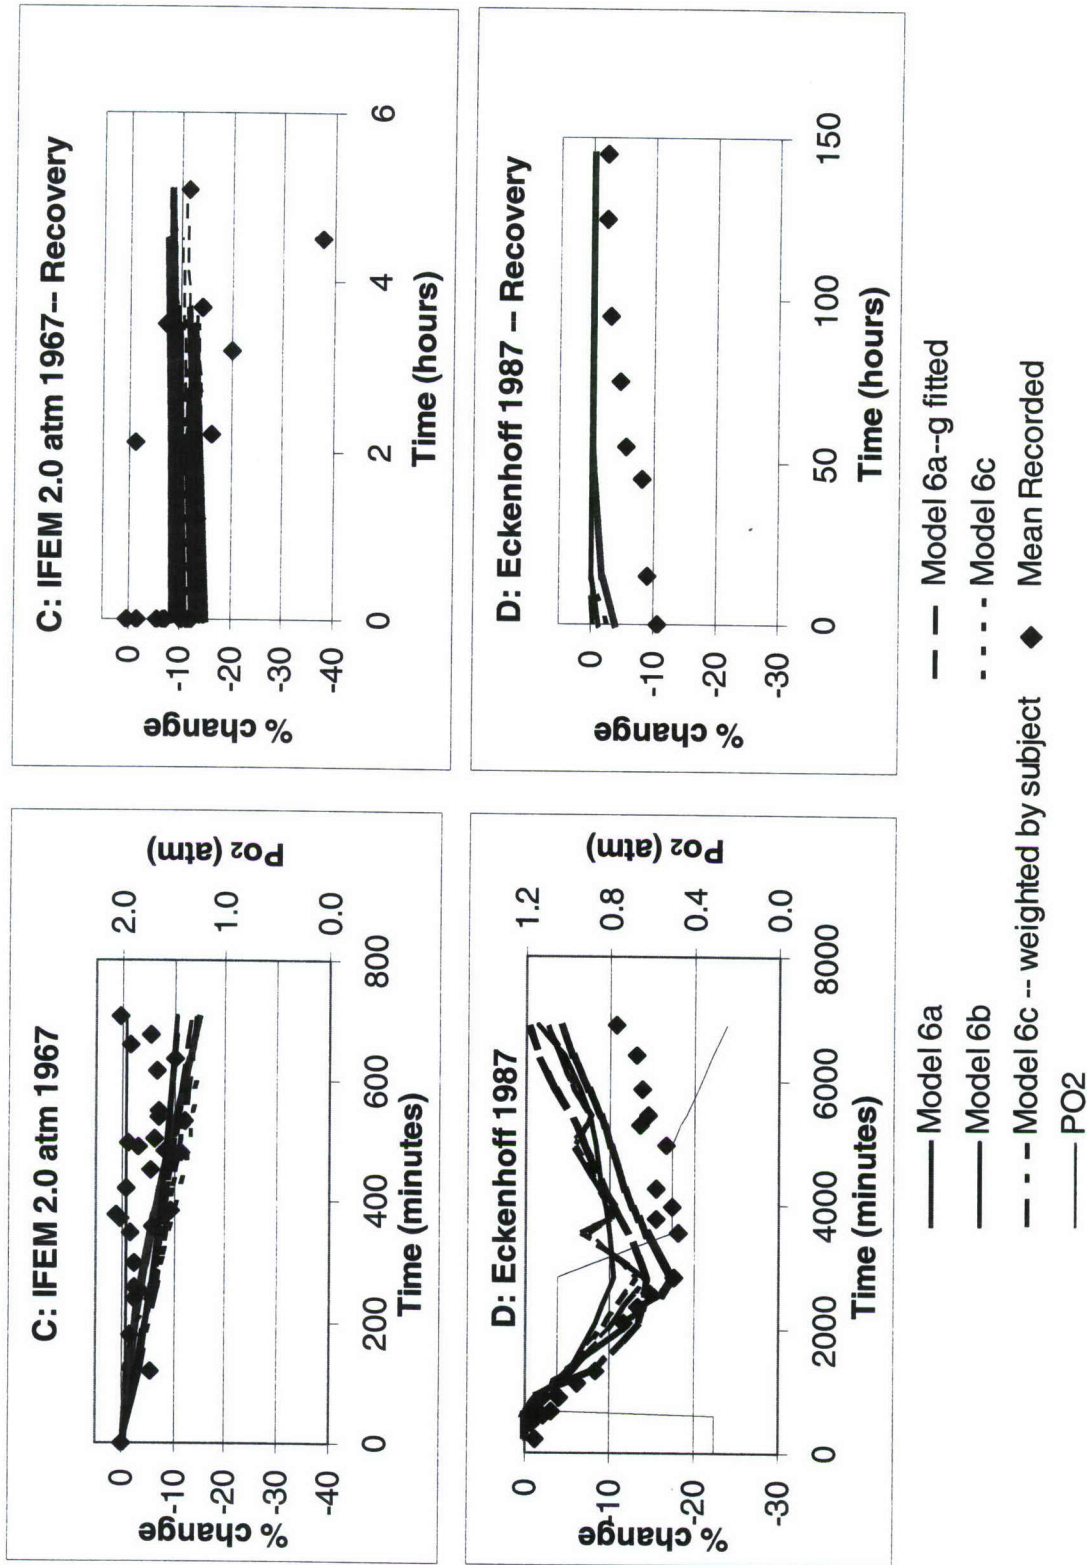 C: IFEM 2.0 atm 1967
% change
0
-10
-20
-30
-40
0
200
400
600
800
Time (minutes)
2.0
1.0
0.0
PO2 (atm)
C: IFEM 2.0 atm 1967-- Recovery
% change
0
-10
-20
-30
-40
0
2
4
6
Time (hours)
D: Eckenhoff 1987
% change
0
-10
-20
-30
0
2000
4000
6000
8000
Time (minutes)
1.2
0.8
0.4
0.0
PO2 (atm)
D: Eckenhoff 1987 -- Recovery
% change
0
-10
-20
-30
0
50
100
150
Time (hours)
Model 6a
Model 6a--g fitted
Model 6b
Model 6c
Model 6c -- weighted by subject
Mean Recorded
PO2